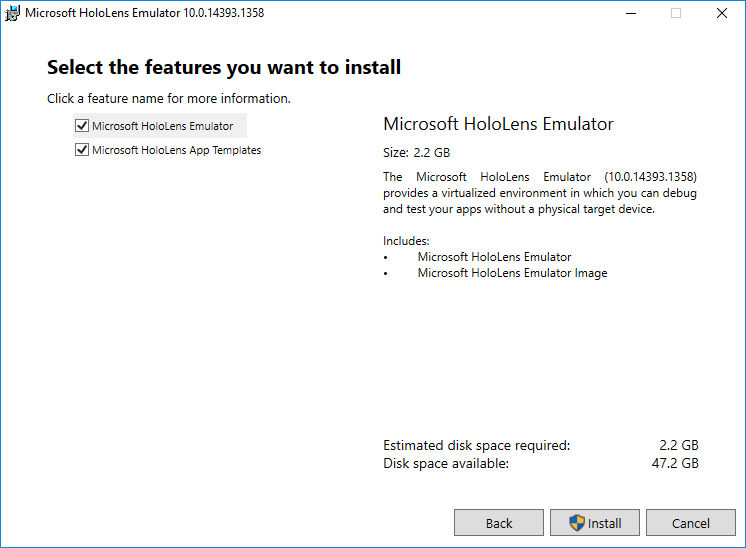 Microsoft HoloLens Emulator 10.0.14393.1358
Select the features you want to install
Click a feature name for more information.
Microsoft HoloLens Emulator
Microsoft HoloLens App Templates
Microsoft HoloLens Emulator
Size: 2.2 GB
The Microsoft HoloLens Emulator (10.0.14393.1358)
provides a virtualized environment in which you can debug
and test your apps without a physical target device.
Includes:
• Microsoft HoloLens Emulator
• Microsoft HoloLens Emulator Image
Estimated disk space required: 2.2 GB
Disk space available: 47.2 GB
Back Install Cancel